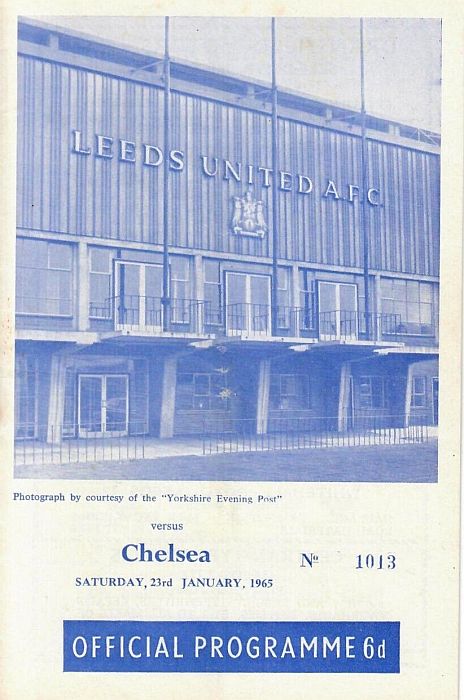 LEEDS UNITED A.F.C.
Photograph by courtesy of the "Yorkshire Evening Post"
versus
Chelsea
Nº 1013
SATURDAY, 23rd JANUARY, 1965
OFFICIAL PROGRAMME 6d